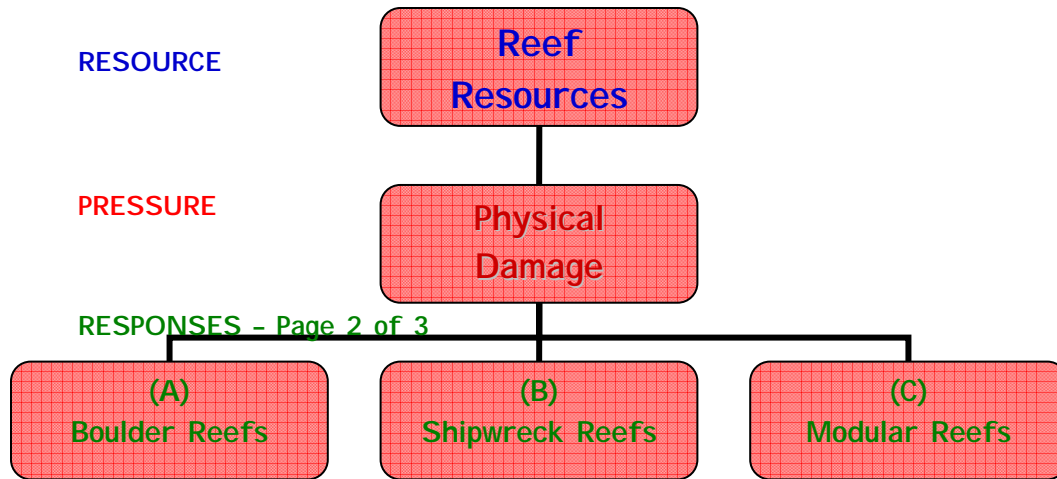 RESOURCE
Reef
Resources
PRESSURE
Physical
Damage
RESPONSES – Page 2 of 3
(A)
Boulder Reefs
(B)
Shipwreck Reefs
(C)
Modular Reefs